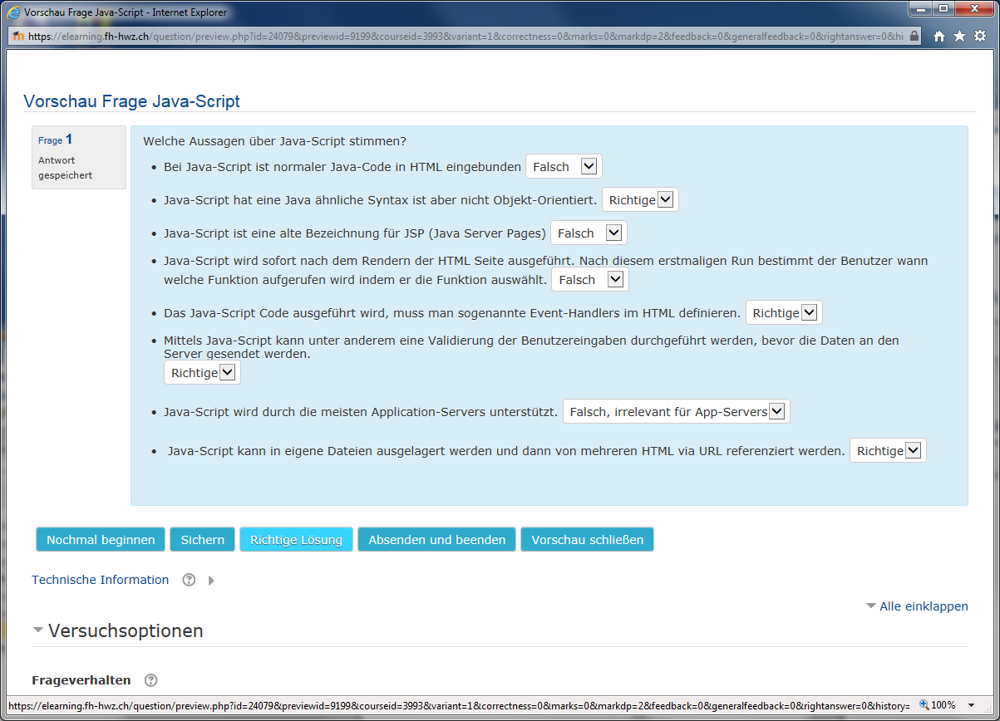 Vorschau Frage Java-Script - Internet Explorer
https://elearning.fh-hwz.ch/question/preview.php?id=24079&previewid=9199&courseid=3993&variant=1&correctness=0&marks=0&markdp=2&feedback=0&generalfeedback=0&rightanswer=0&hi
Vorschau Frage Java-Script
Frage 1
Antwort
gespeichert
Welche Aussagen über Java-Script stimmen?
• Bei Java-Script ist normaler Java-Code in HTML eingebunden Falsch
• Java-Script hat eine Java ähnliche Syntax ist aber nicht Objekt-Orientiert. Richtige
• Java-Script ist eine alte Bezeichnung für JSP (Java Server Pages) Falsch
• Java-Script wird sofort nach dem Rendern der HTML Seite ausgeführt. Nach diesem erstmaligen Run bestimmt der Benutzer wann
welche Funktion aufgerufen wird indem er die Funktion auswählt. Falsch
• Das Java-Script Code ausgeführt wird, muss man sogenannte Event-Handlers im HTML definieren. Richtige
• Mittels Java-Script kann unter anderem eine Validierung der Benutzereingaben durchgeführt werden, bevor die Daten an den
Server gesendet werden.
Richtige
• Java-Script wird durch die meisten Application-Servers unterstützt. Falsch, irrelevant für App-Servers
• Java-Script kann in eigene Dateien ausgelagert werden und dann von mehreren HTML via URL referenziert werden. Richtige
Nochmal beginnen Sichern Richtige Lösung Absenden und beenden Vorschau schließen
Technische Information
Alle einklappen
Versuchsoptionen
Frageverhalten
https://elearning.fh-hwz.ch/question/preview.php?id=24079&previewid=9199&courseid=3993&variant=1&correctness=0&marks=0&markdp=2&feedback=0&generalfeedback=0&rightanswer=0&history= 100%